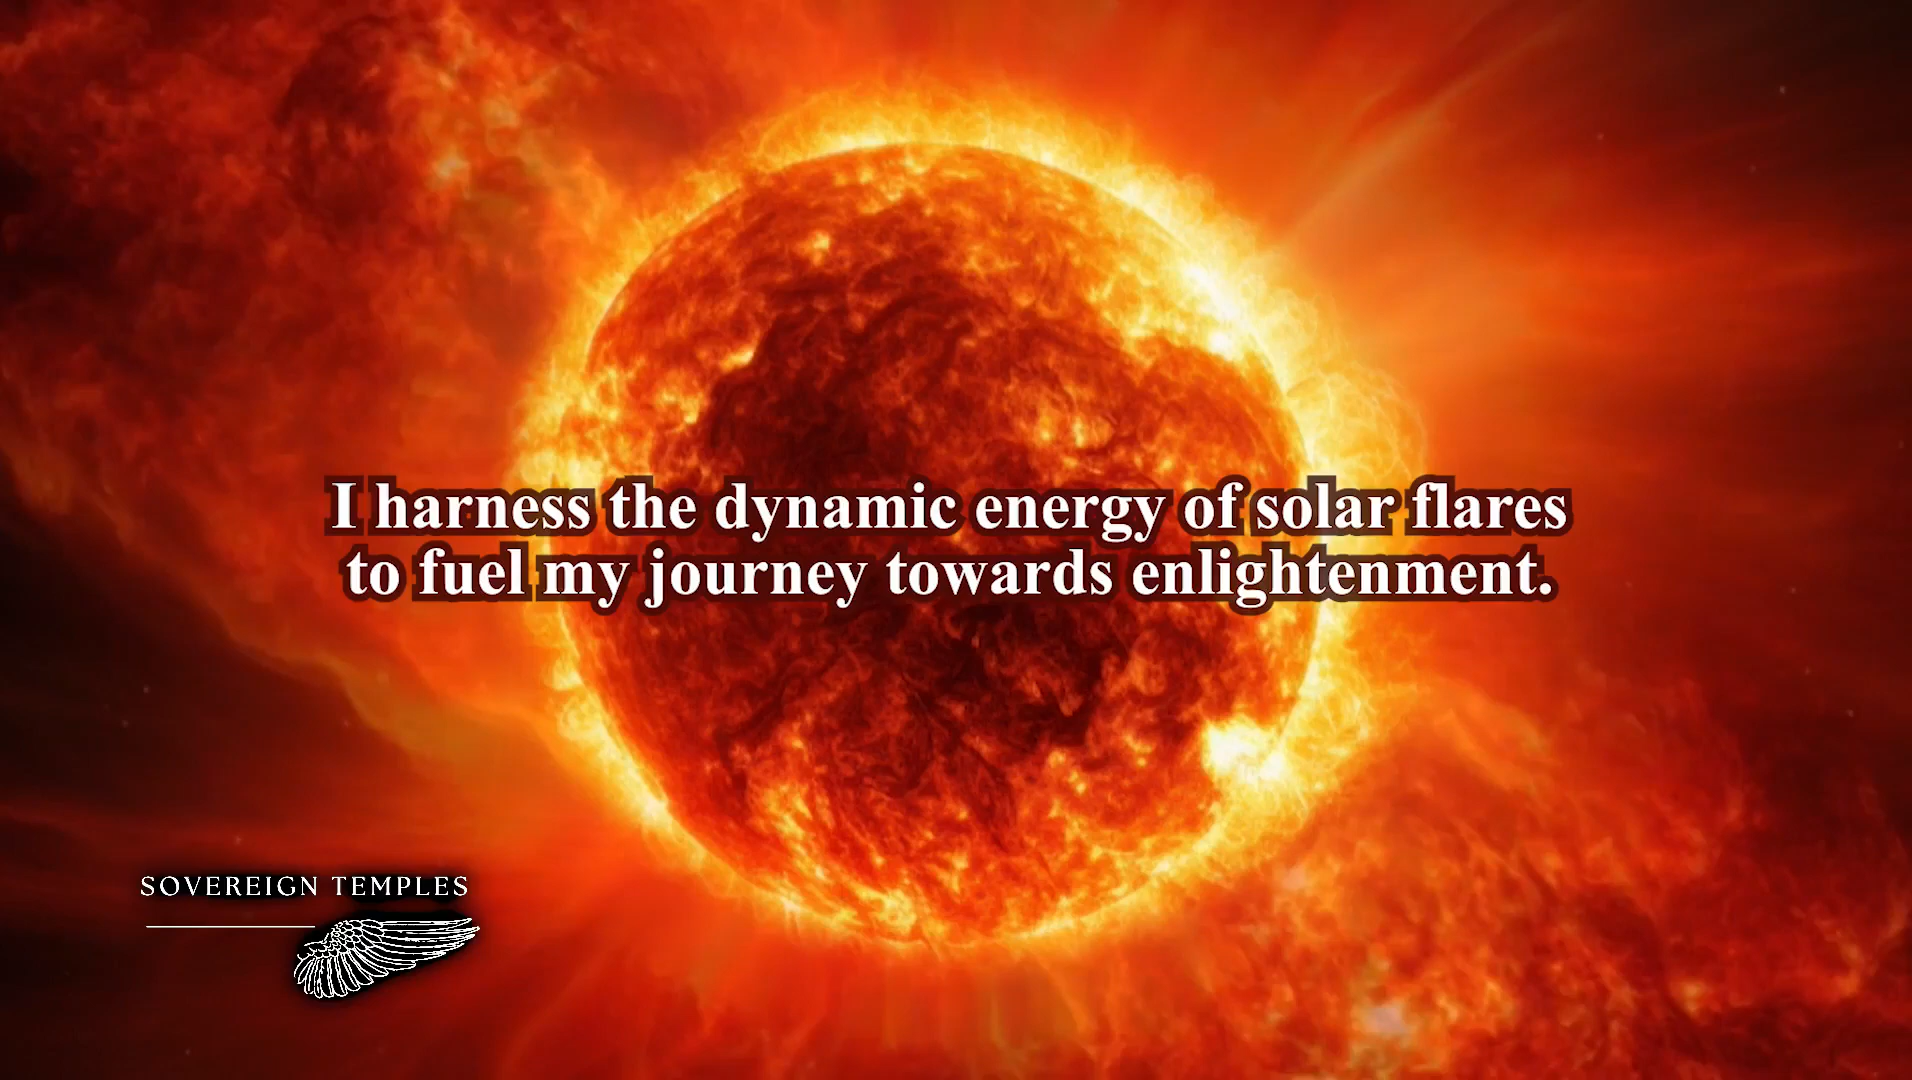 I harness the dynamic energy of solar flares
to fuel my journey towards enlightenment.
SOVEREIGN TEMPLES